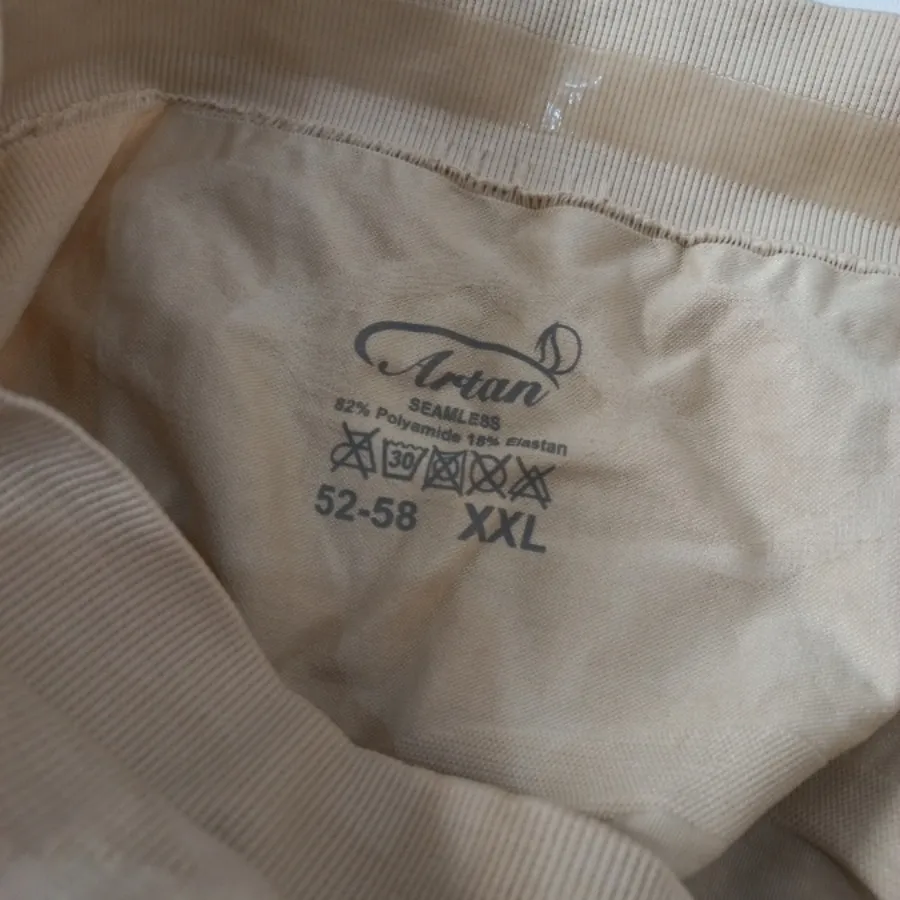 Artan
SEAMLESS
82% Polyamide 18% Elastan
30
52-58 XXL